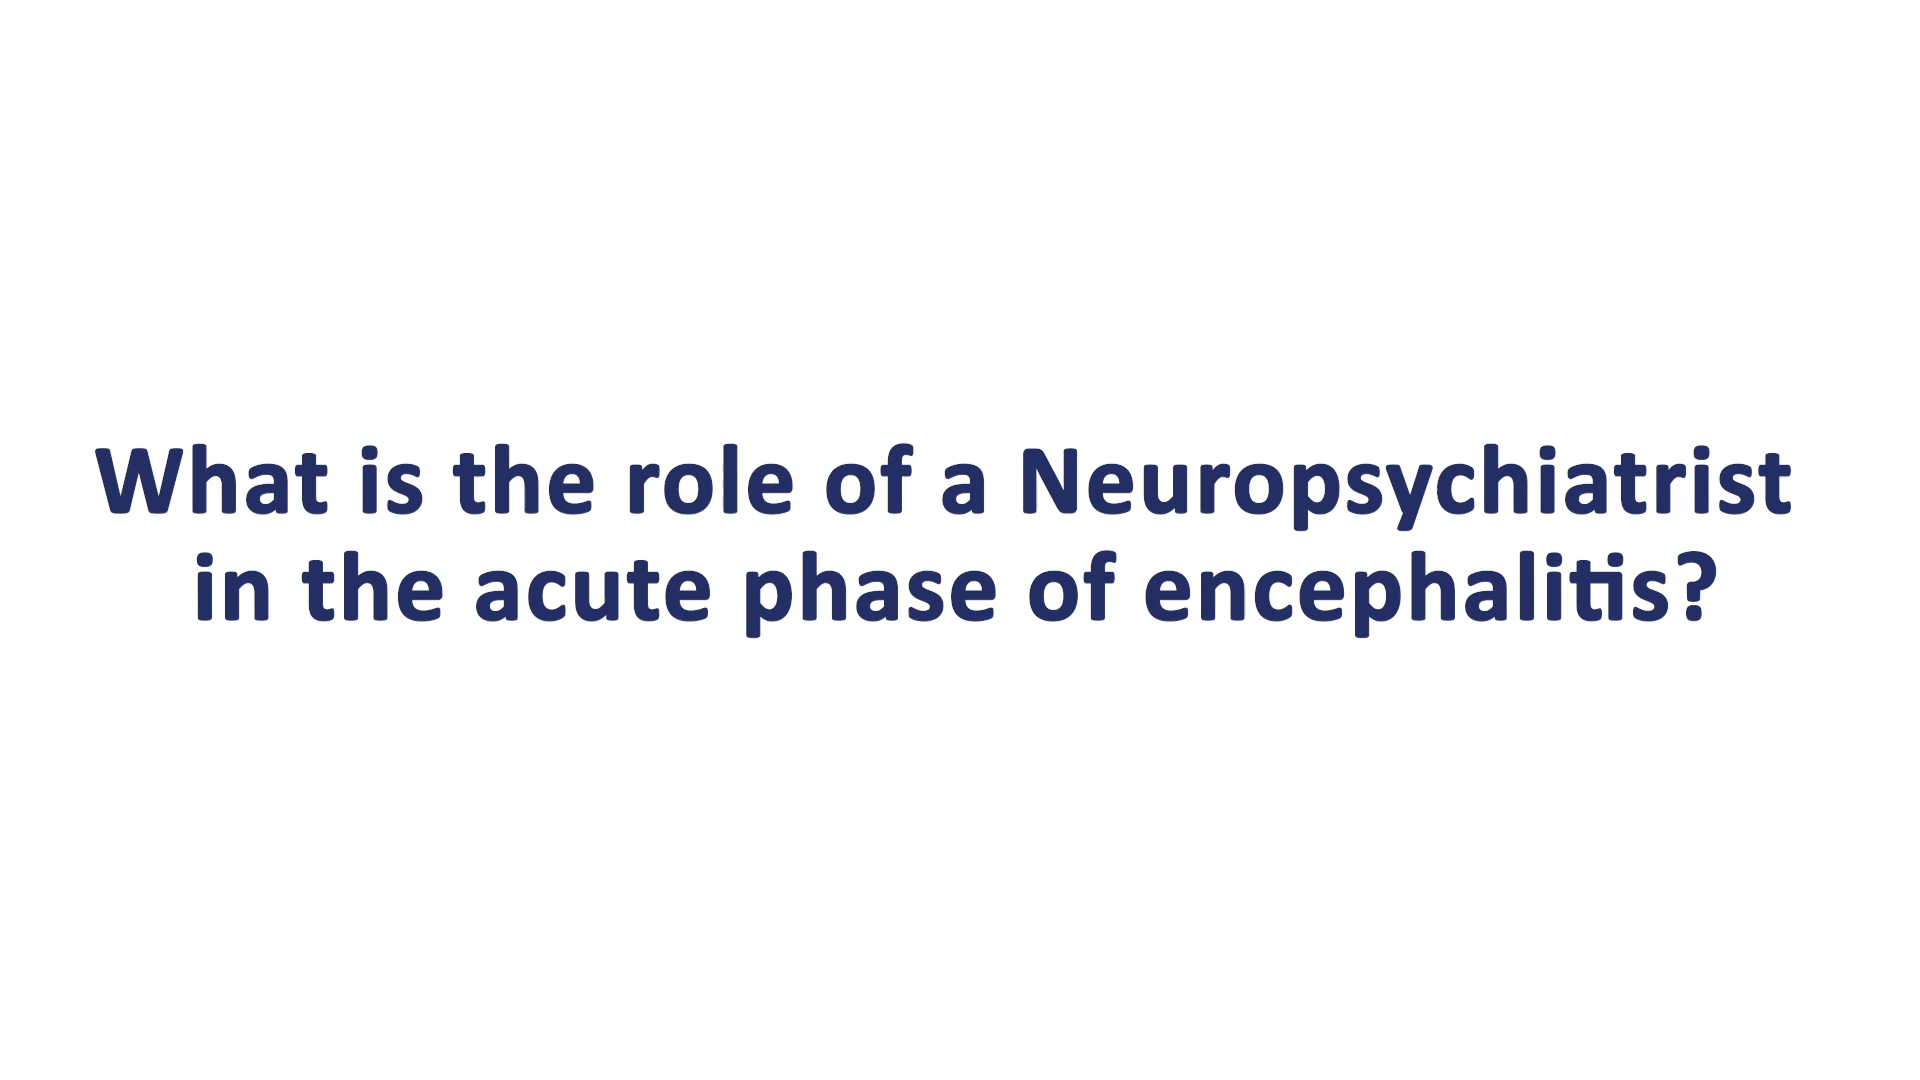 What is the role of a Neuropsychiatrist
in the acute phase of encephalitis?